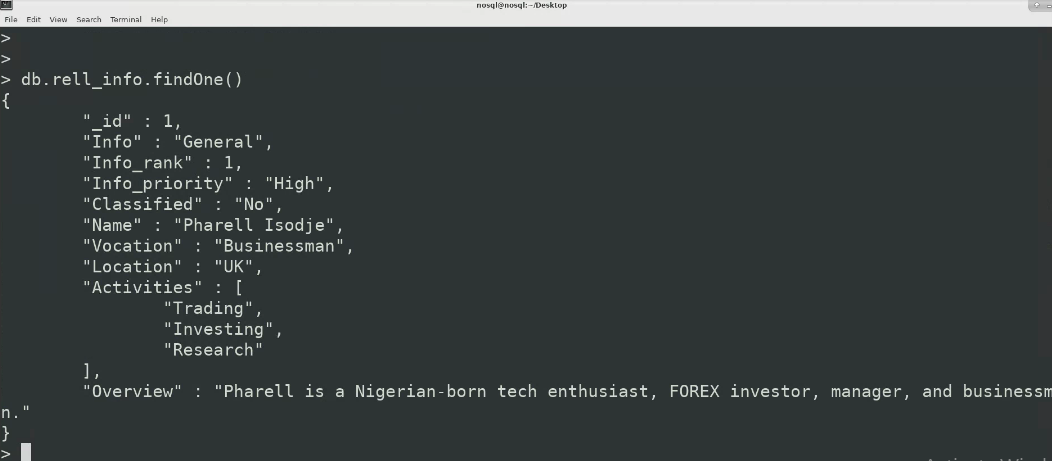 nosql@nosql:~/Desktop
File Edit View Search Terminal Help
>
>
> db.rell_info.findOne()
{
"_id" : 1,
"Info" : "General",
"Info_rank" : 1,
"Info_priority" : "High",
"Classified" : "No",
"Name" : "Pharell Isodje",
"Vocation" : "Businessman",
"Location" : "UK",
"Activities" : [
"Trading",
"Investing",
"Research"
],
"Overview" : "Pharell is a Nigerian-born tech enthusiast, FOREX investor, manager, and businessm
n."
}
>